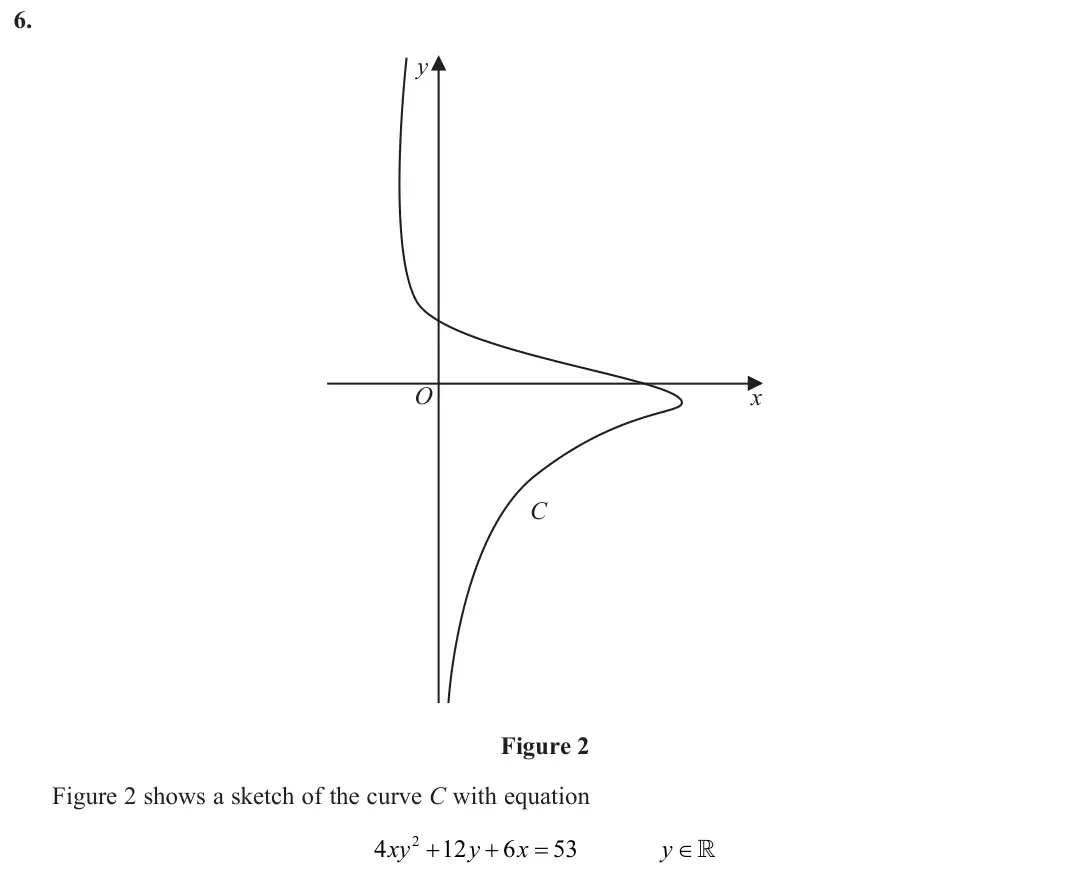 6.
y
O
x
C
Figure 2
Figure 2 shows a sketch of the curve C with equation
4xy² + 12y + 6x = 53 y ∈ ℝ